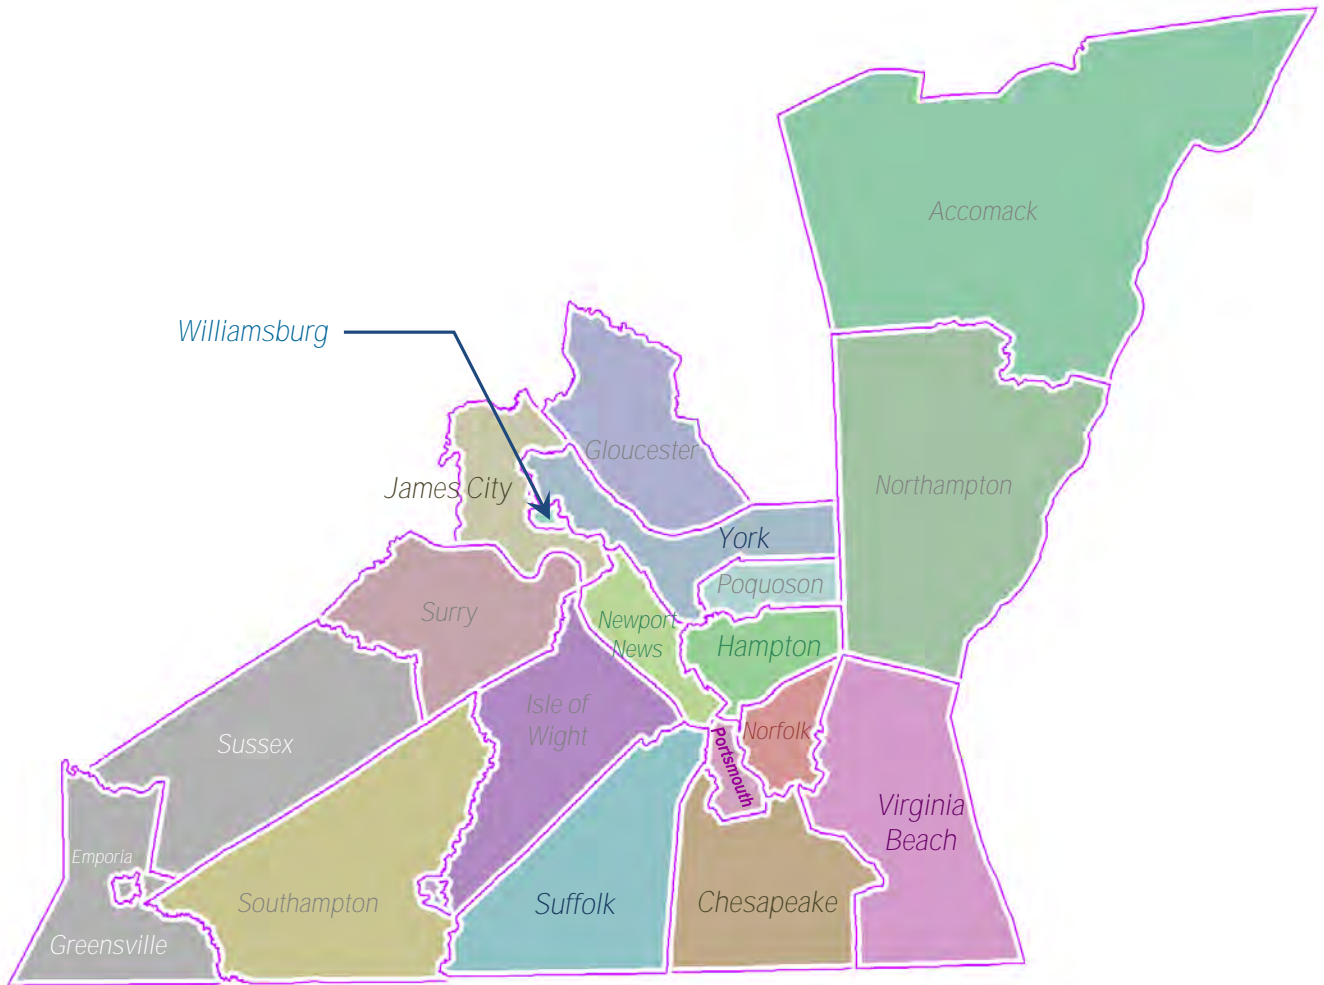 Accomack
Williamsburg
Gloucester
James City
Northampton
York
Poquoson
Surry
Newport
News
Hampton
Isle of
Wight
Norfolk
Portsmouth
Sussex
Virginia
Beach
Emporia
Southampton
Suffolk
Chesapeake
Greensville